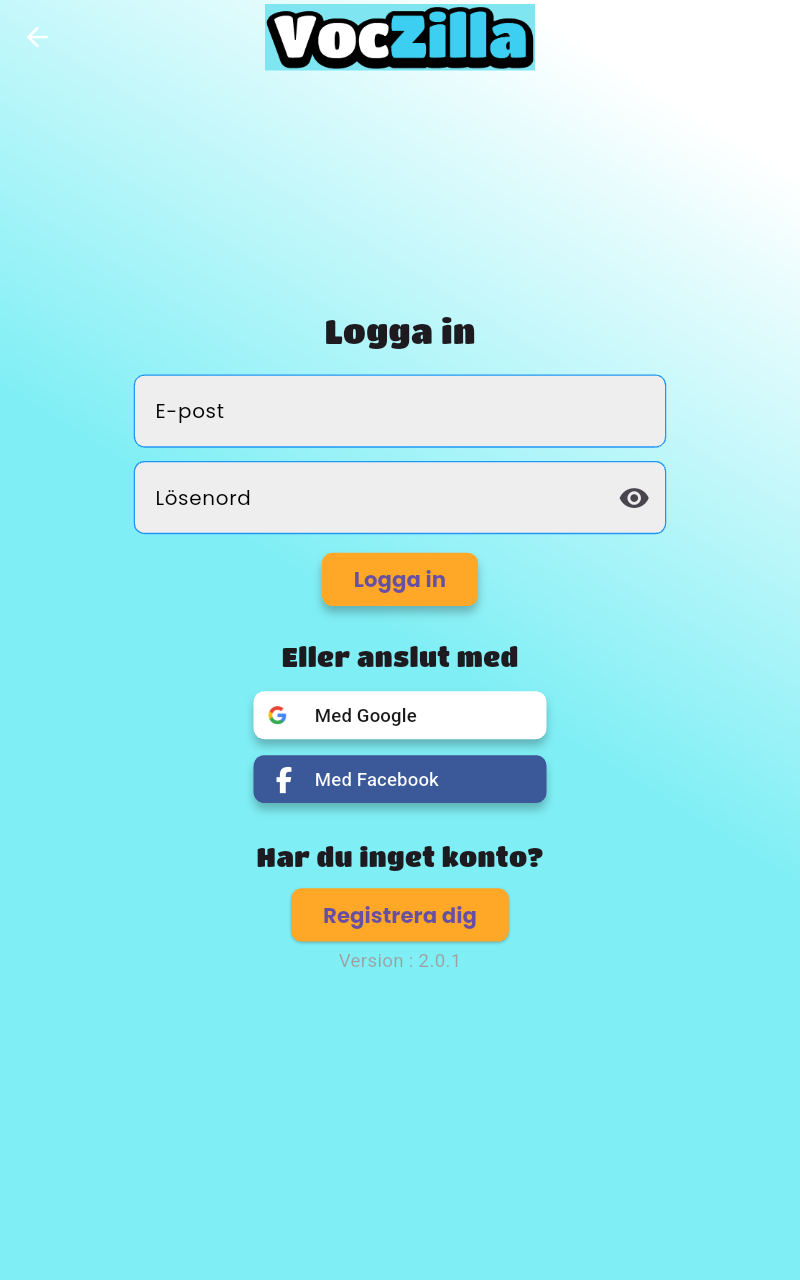 VocZilla
Logga in
E-post
Lösenord
Logga in
Eller anslut med
Med Google
Med Facebook
Har du inget konto?
Registrera dig
Version : 2.0.1